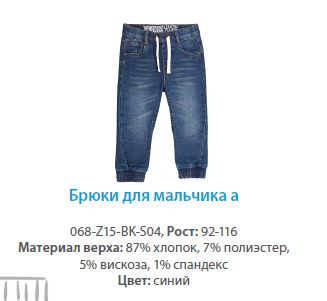 Брюки для мальчика а
068-Z15-BK-S04, Рост: 92-116
Материал верха: 87% хлопок, 7% полиэстер,
5% вискоза, 1% спандекс
Цвет: синий